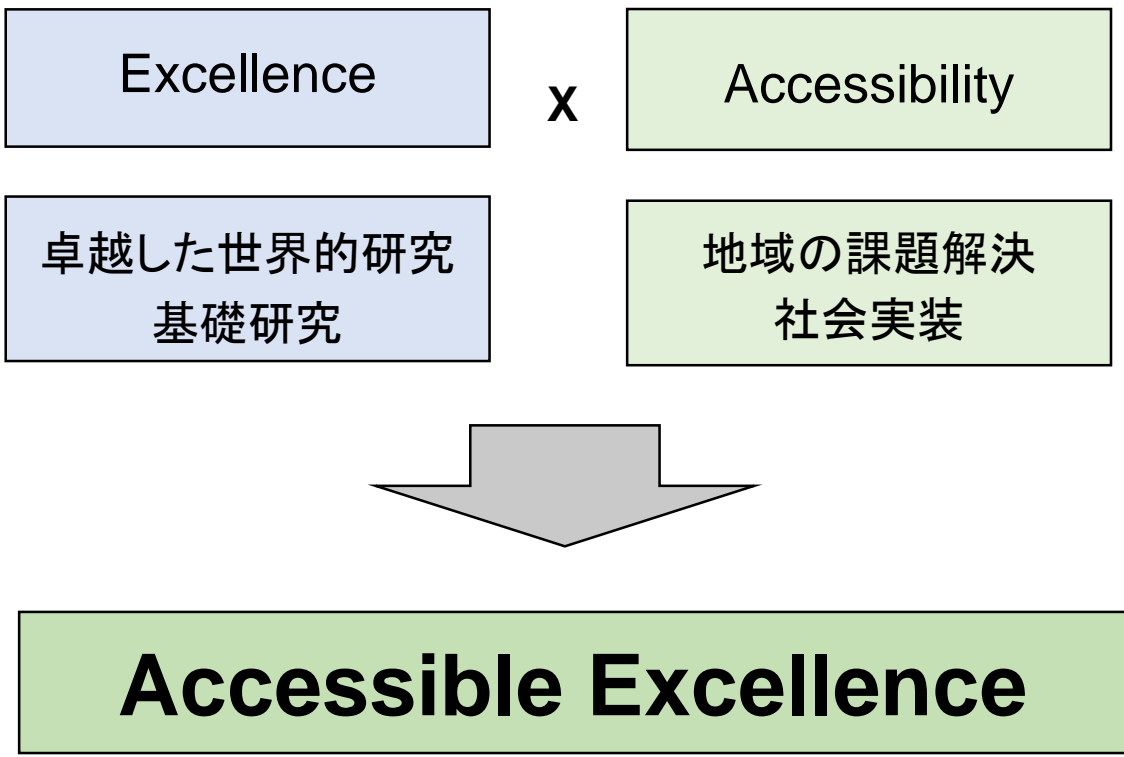 Excellence
x
Accessibility
卓越した世界的研究
基礎研究
地域の課題解決
社会実装
Accessible Excellence